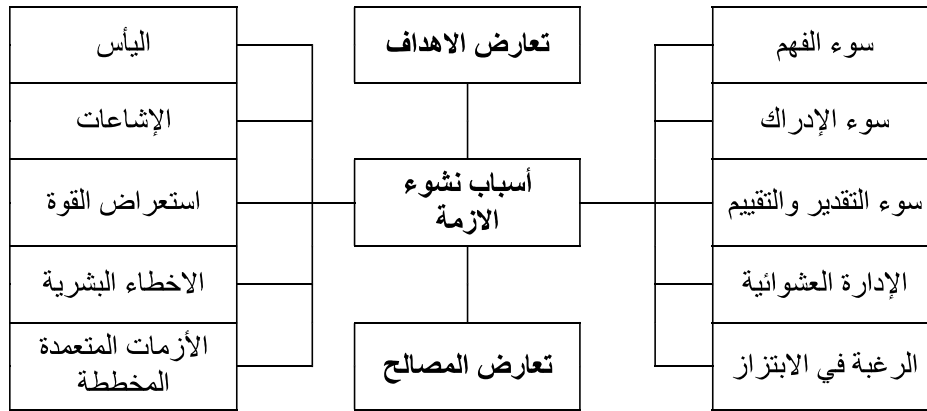 سوء الفهم
سوء الإدراك
سوء التقدير والتقييم
الإدارة العشوائية
الرغبة في الابتزاز
تعارض الاهداف
أسباب نشوء
الازمة
تعارض المصالح
اليأس
الإشاعات
استعراض القوة
الاخطاء البشرية
الأزمات المتعمدة
المخططة